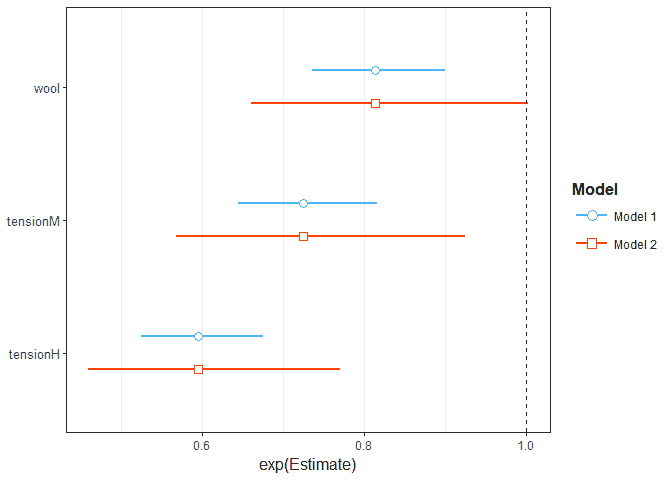 wool
tensionM
tensionH
0.6 0.8 1.0
exp(Estimate)
Model
Model 1
Model 2